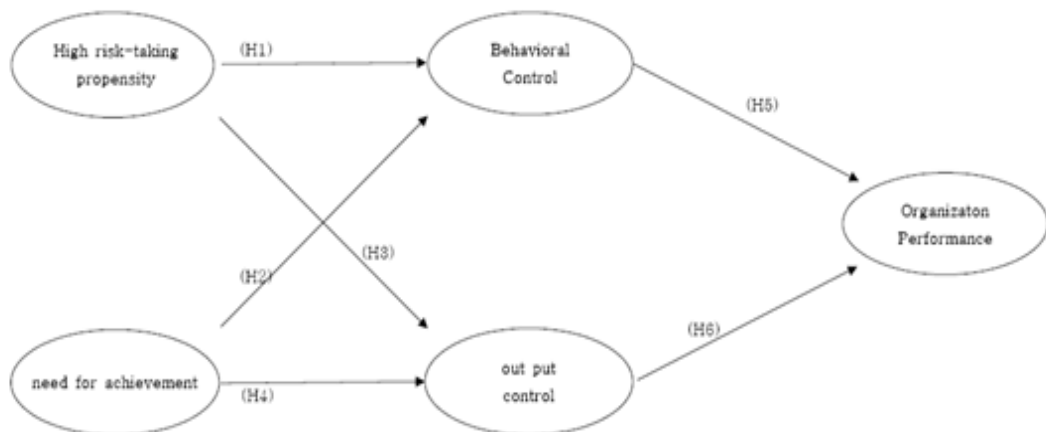 High risk-taking
propensity
(H1)
Behavioral
Control
(H5)
Organizaton
Performance
(H3)
(H2)
(H6)
need for achievement
(H4)
out put
control